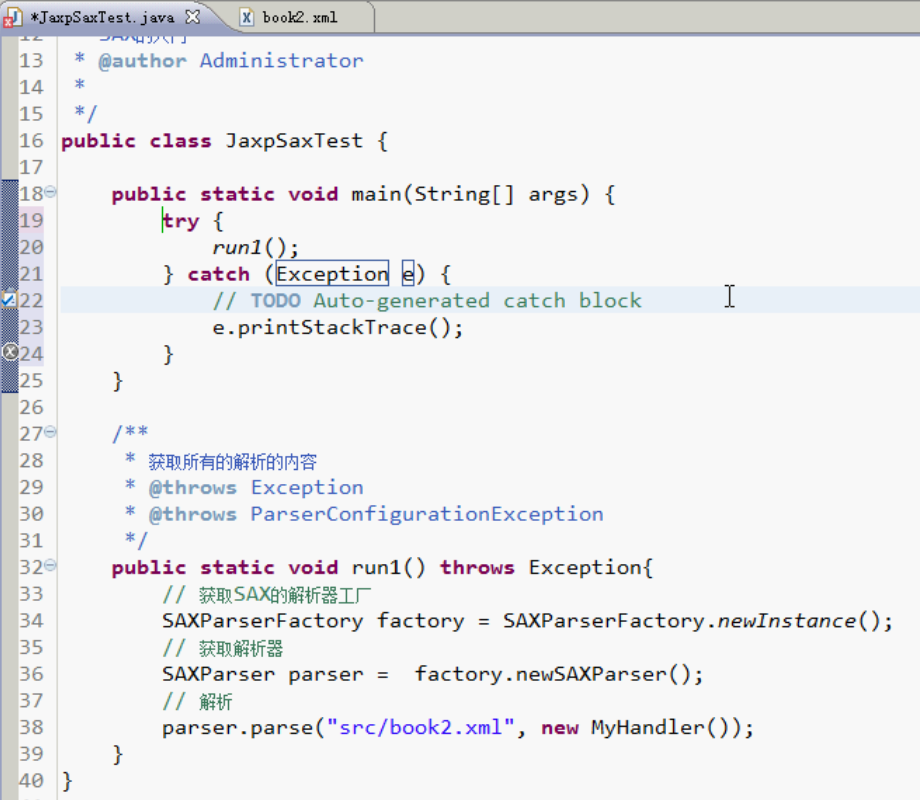 *JaxpSaxTest.java book2.xml
13 * @author Administrator
14 *
15 */
16 public class JaxpSaxTest {
17
18 public static void main(String[] args) {
19 try {
20 run1();
21 } catch (Exception e) {
22 // TODO Auto-generated catch block
23 e.printStackTrace();
24 }
25 }
26
27 /**
28 * 获取所有的解析的内容
29 * @throws Exception
30 * @throws ParserConfigurationException
31 */
32 public static void run1() throws Exception{
33 // 获取SAX的解析器工厂
34 SAXParserFactory factory = SAXParserFactory.newInstance();
35 // 获取解析器
36 SAXParser parser =  factory.newSAXParser();
37 // 解析
38 parser.parse("src/book2.xml", new MyHandler());
39 }
40 }